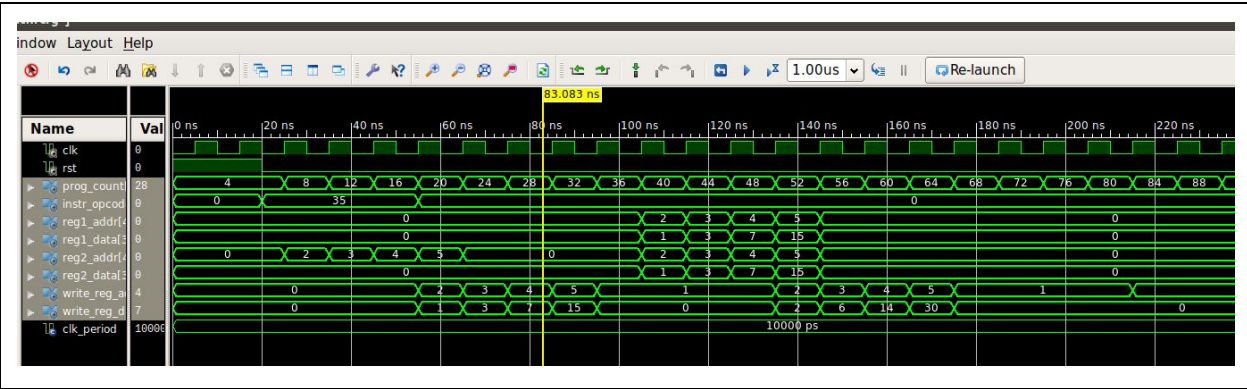 indow Layout Help
1.00us Re-launch
83.083 ns
Name Val 0 ns 20 ns 40 ns 60 ns 80 ns 100 ns 120 ns 140 ns 160 ns 180 ns 200 ns 220 ns
clk 0
rst 0
prog_count 28 4 8 12 16 20 24 28 32 36 40 44 48 52 56 60 64 68 72 76 80 84 88
instr_opcod 0 0 35 0
reg1_addr[4 0 0 2 3 4 5 0
reg1_data[3 0 0 1 3 7 15 0
reg2_addr[4 0 0 2 3 4 5 0 2 3 4 5 0
reg2_data[3 0 0 1 3 7 15 0
write_reg_a 4 0 2 3 4 5 1 2 3 4 5 1
write_reg_d 7 0 1 3 7 15 0 2 6 14 30 0
clk_period 10000 10000 ps